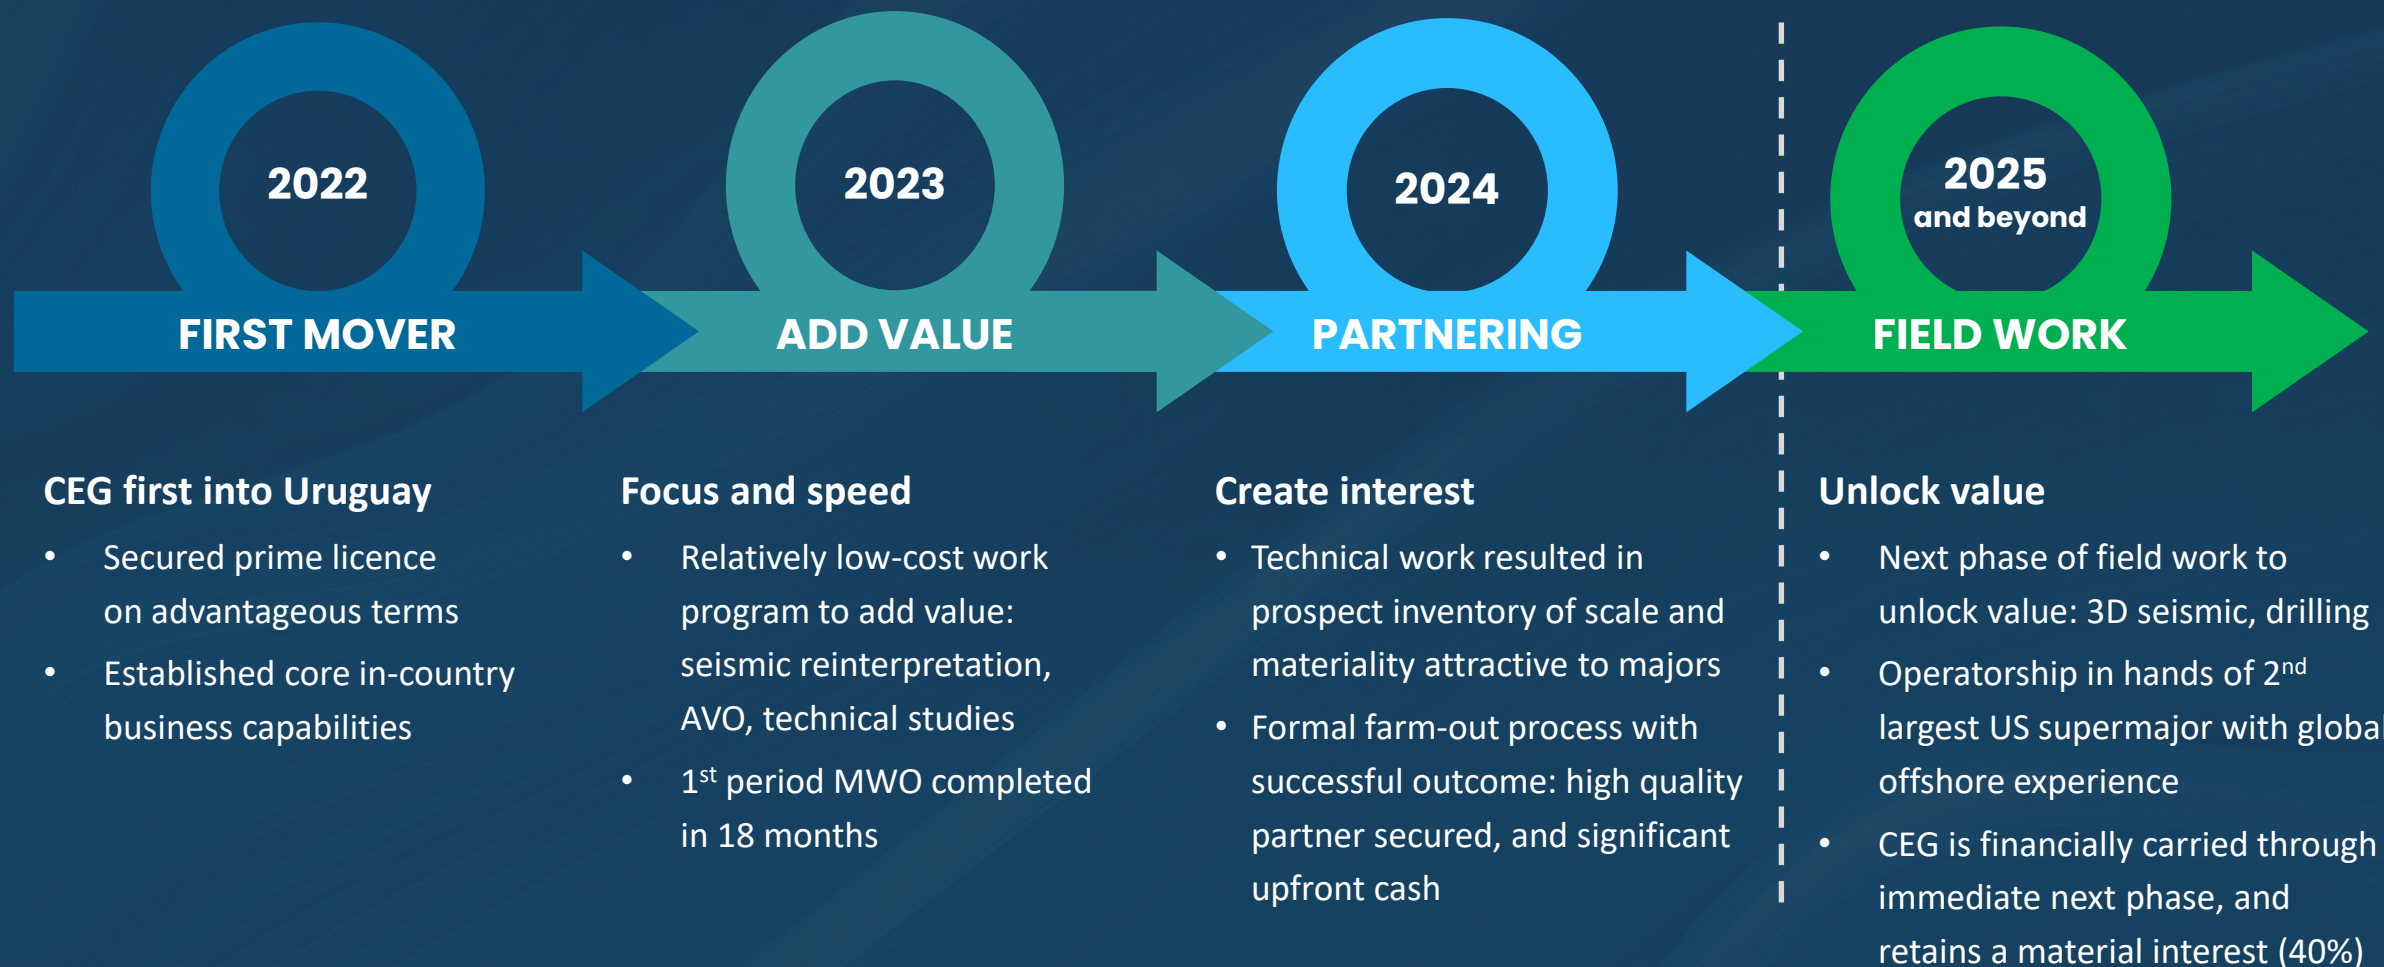 2022
2023
2024
2025
and beyond
FIRST MOVER
ADD VALUE
PARTNERING
FIELD WORK
CEG first into Uruguay
• Secured prime licence
on advantageous terms
• Established core in-country
business capabilities
Focus and speed
• Relatively low-cost work
program to add value:
seismic reinterpretation,
AVO, technical studies
• 1st period MWO completed
in 18 months
Create interest
• Technical work resulted in
prospect inventory of scale and
materiality attractive to majors
• Formal farm-out process with
successful outcome: high quality
partner secured, and significant
upfront cash
Unlock value
• Next phase of field work to
unlock value: 3D seismic, drilling
• Operatorship in hands of 2nd
largest US supermajor with global
offshore experience
• CEG is financially carried through
immediate next phase, and
retains a material interest (40%)